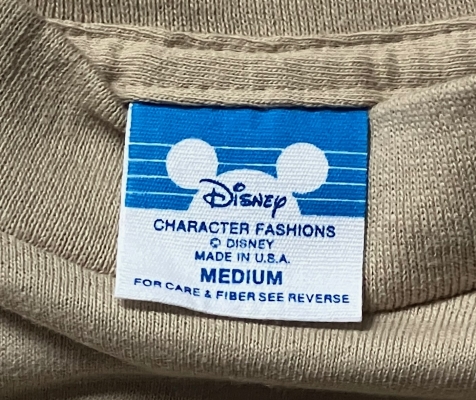 Disney
CHARACTER FASHIONS
© DISNEY
MADE IN U.S.A.
MEDIUM
FOR CARE & FIBER SEE REVERSE